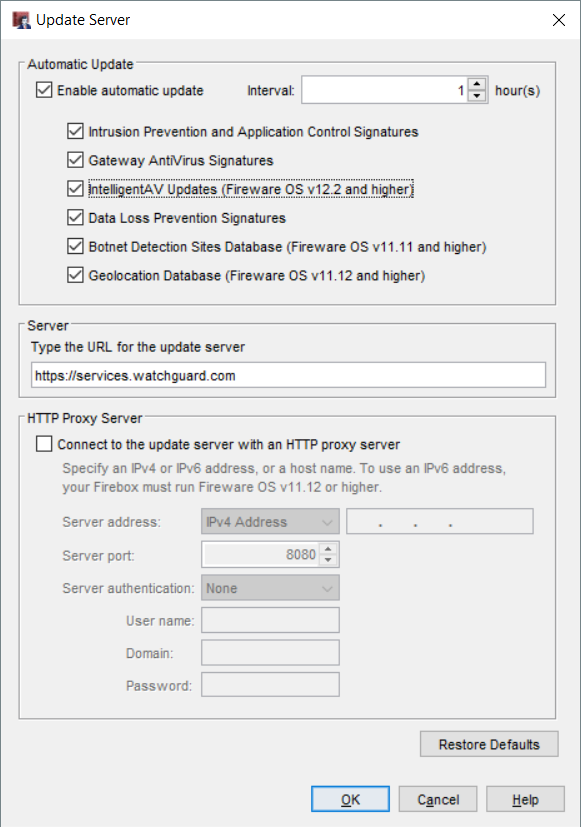 Update Server
Automatic Update
Enable automatic update Interval: 1 hour(s)
Intrusion Prevention and Application Control Signatures
Gateway AntiVirus Signatures
IntelligentAV Updates (Fireware OS v12.2 and higher)
Data Loss Prevention Signatures
Botnet Detection Sites Database (Fireware OS v11.11 and higher)
Geolocation Database (Fireware OS v11.12 and higher)
Server
Type the URL for the update server
https://services.watchguard.com
HTTP Proxy Server
Connect to the update server with an HTTP proxy server
Specify an IPv4 or IPv6 address, or a host name. To use an IPv6 address,
your Firebox must run Fireware OS v11.12 or higher.
Server address: IPv4 Address . . .
Server port: 8080
Server authentication: None
User name:
Domain:
Password:
Restore Defaults
OK Cancel Help